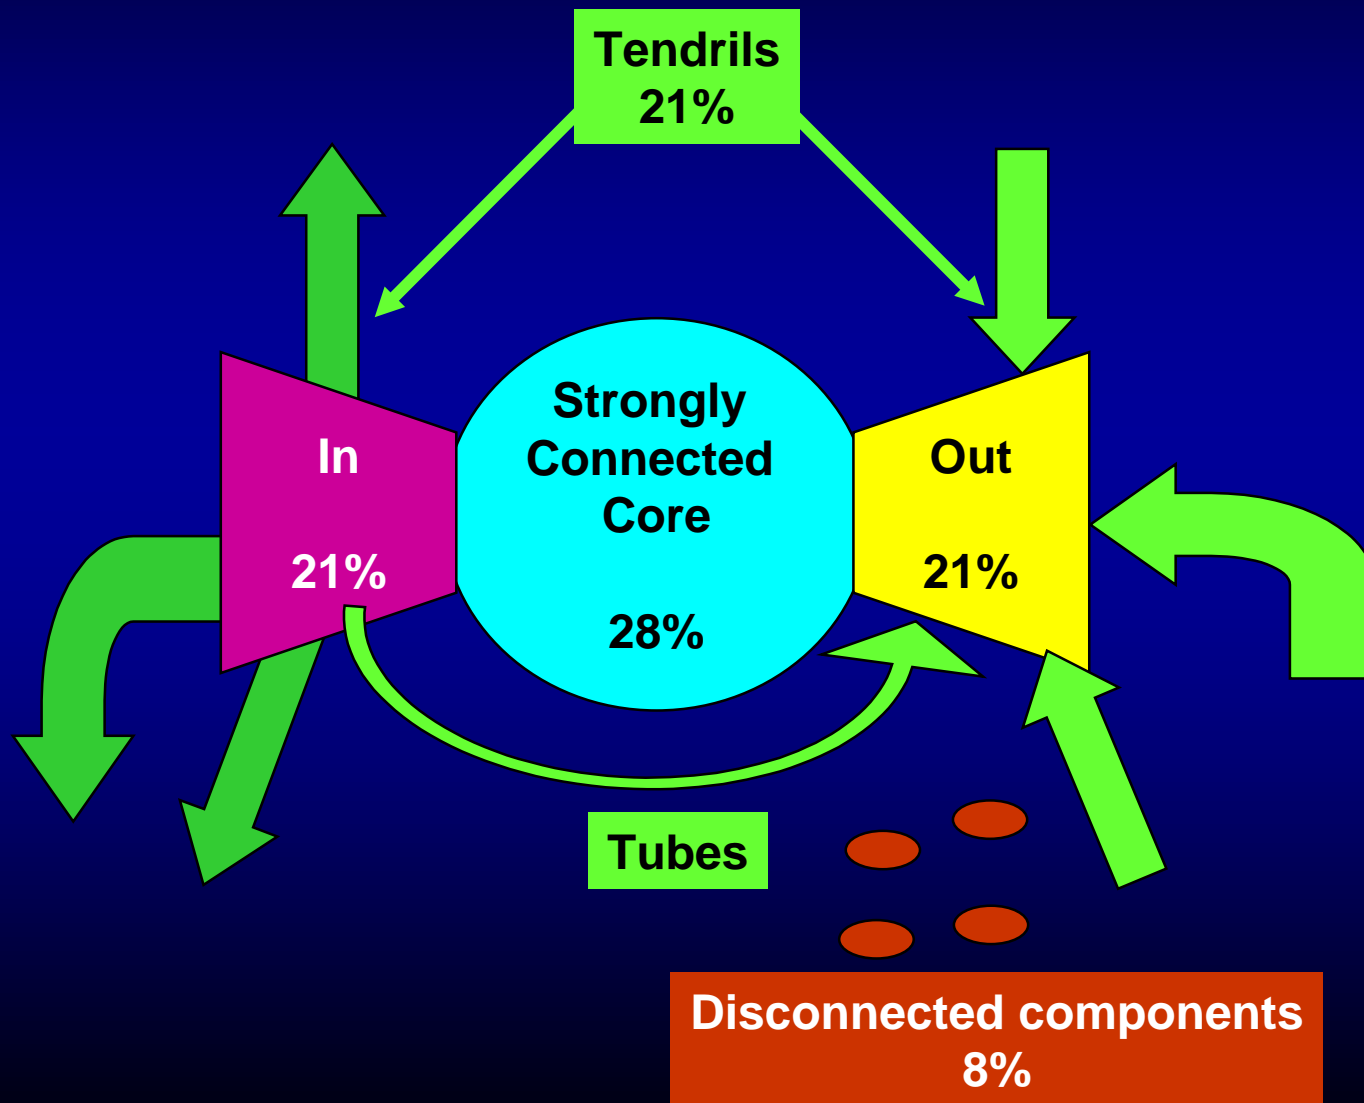 Tendrils
21%
In
21%
Strongly
Connected
Core
28%
Out
21%
Tubes
Disconnected components
8%